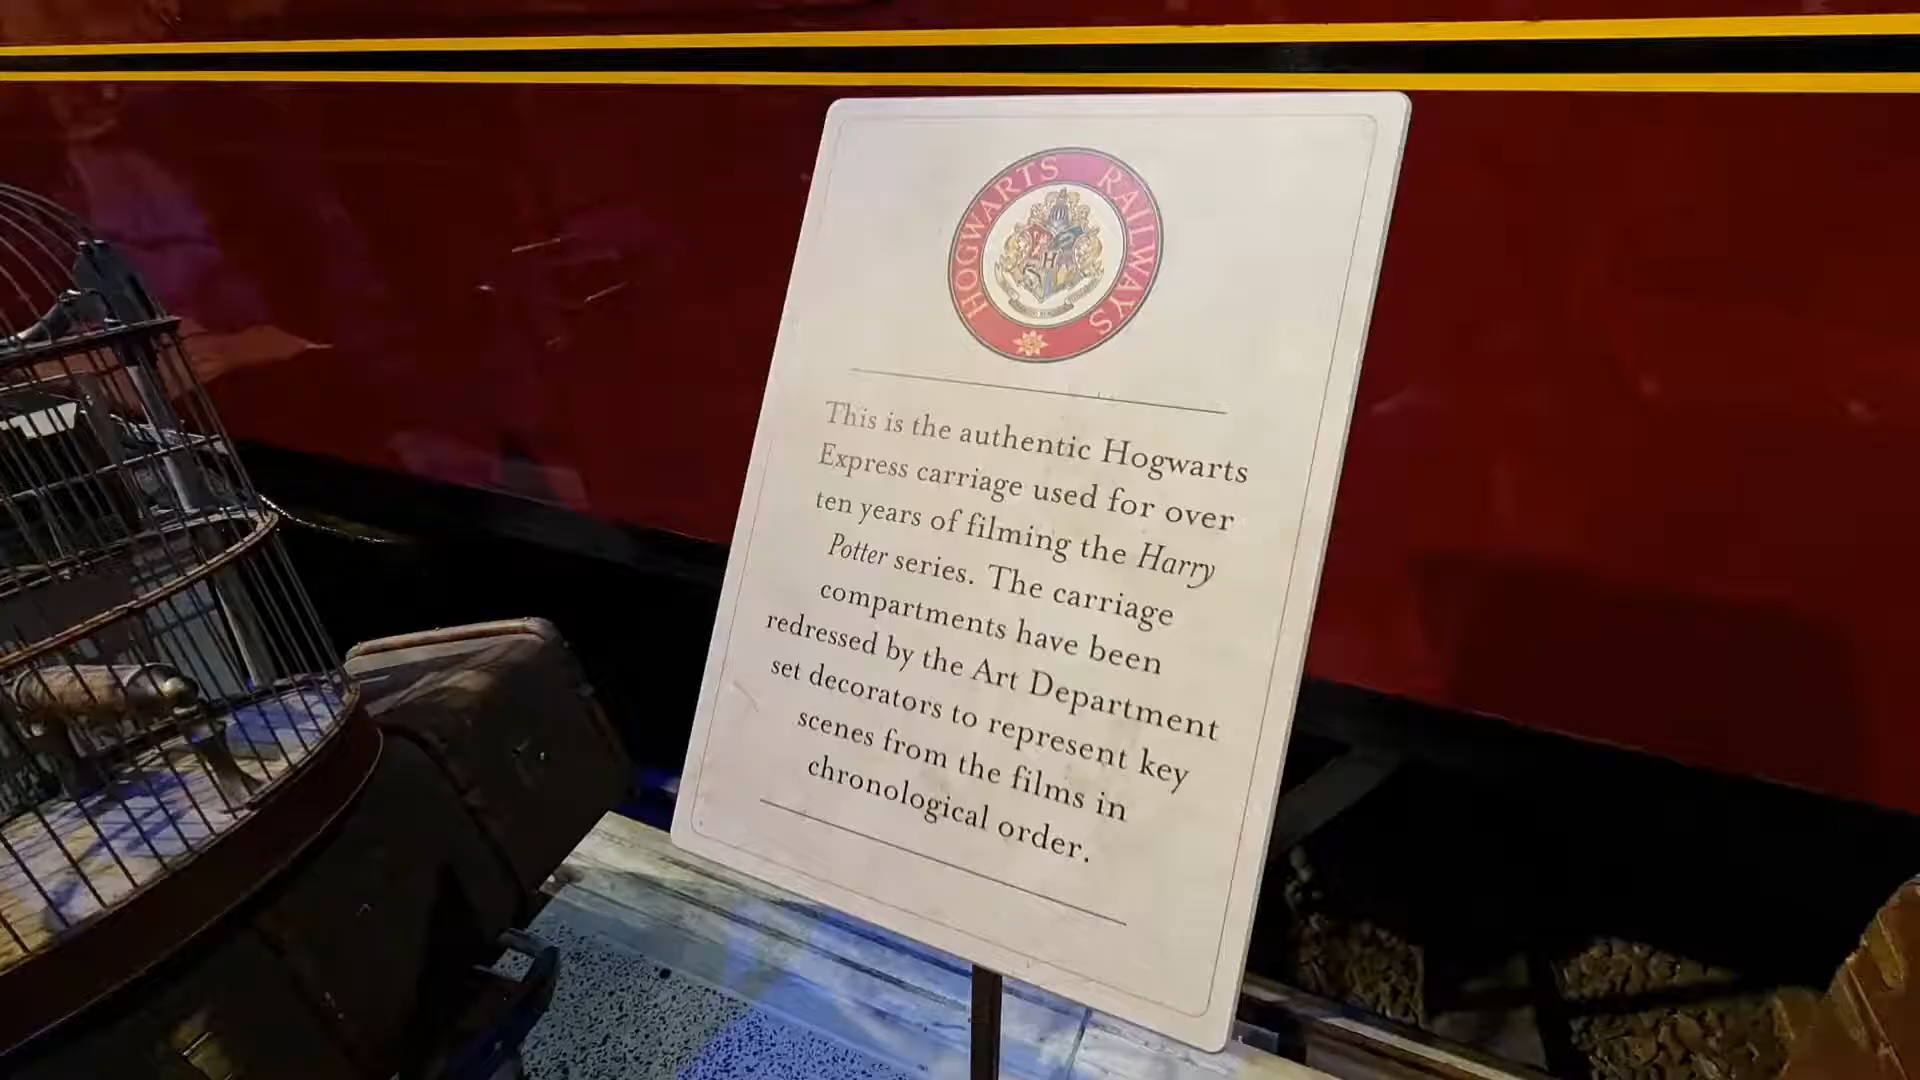 HOGWARTS RAILWAYS
H
This is the authentic Hogwarts
Express carriage used for over
ten years of filming the Harry
Potter series. The carriage
compartments have been
redressed by the Art Department
set decorators to represent key
scenes from the films in
chronological order.